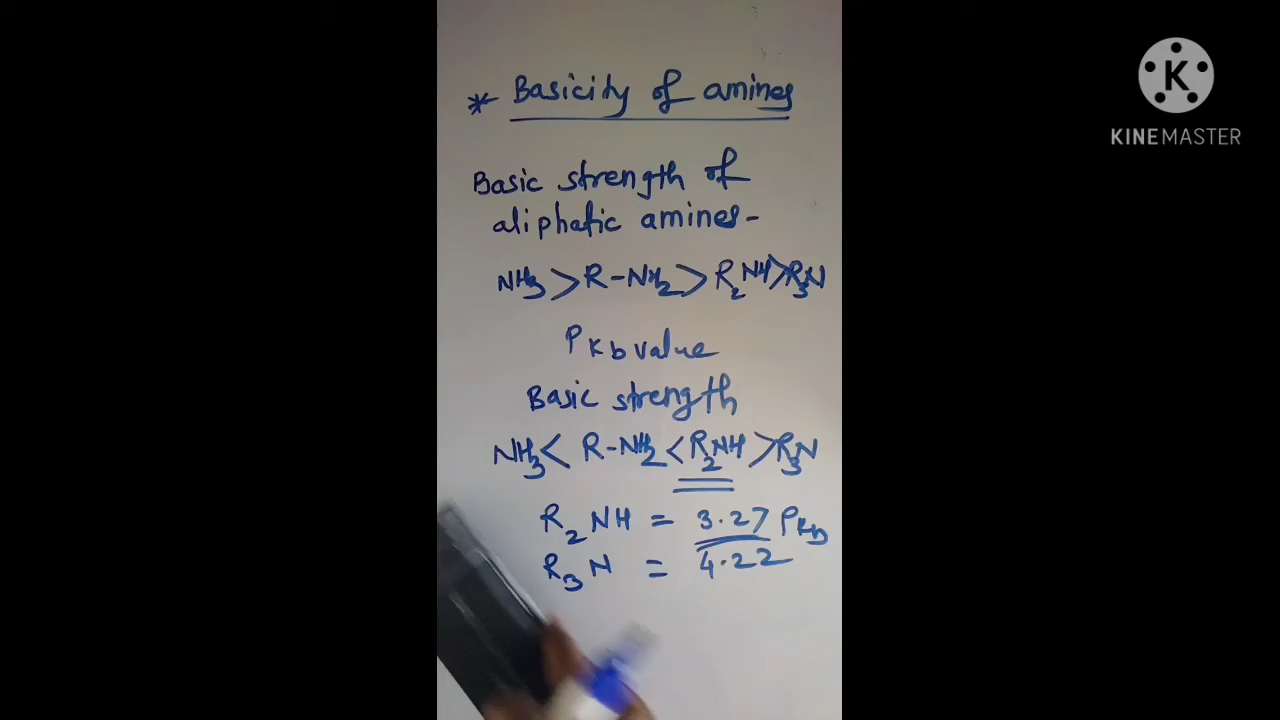 * Basicity of amines
Basic strength of
aliphatic amines-
NH3 > R-NH2 > R2NH > R3N
PKb value
Basic strength
NH3 < R-NH2 < R2NH > R3N
R2NH = 3.27 PKb
R3N = 4.22
K
KINEMASTER